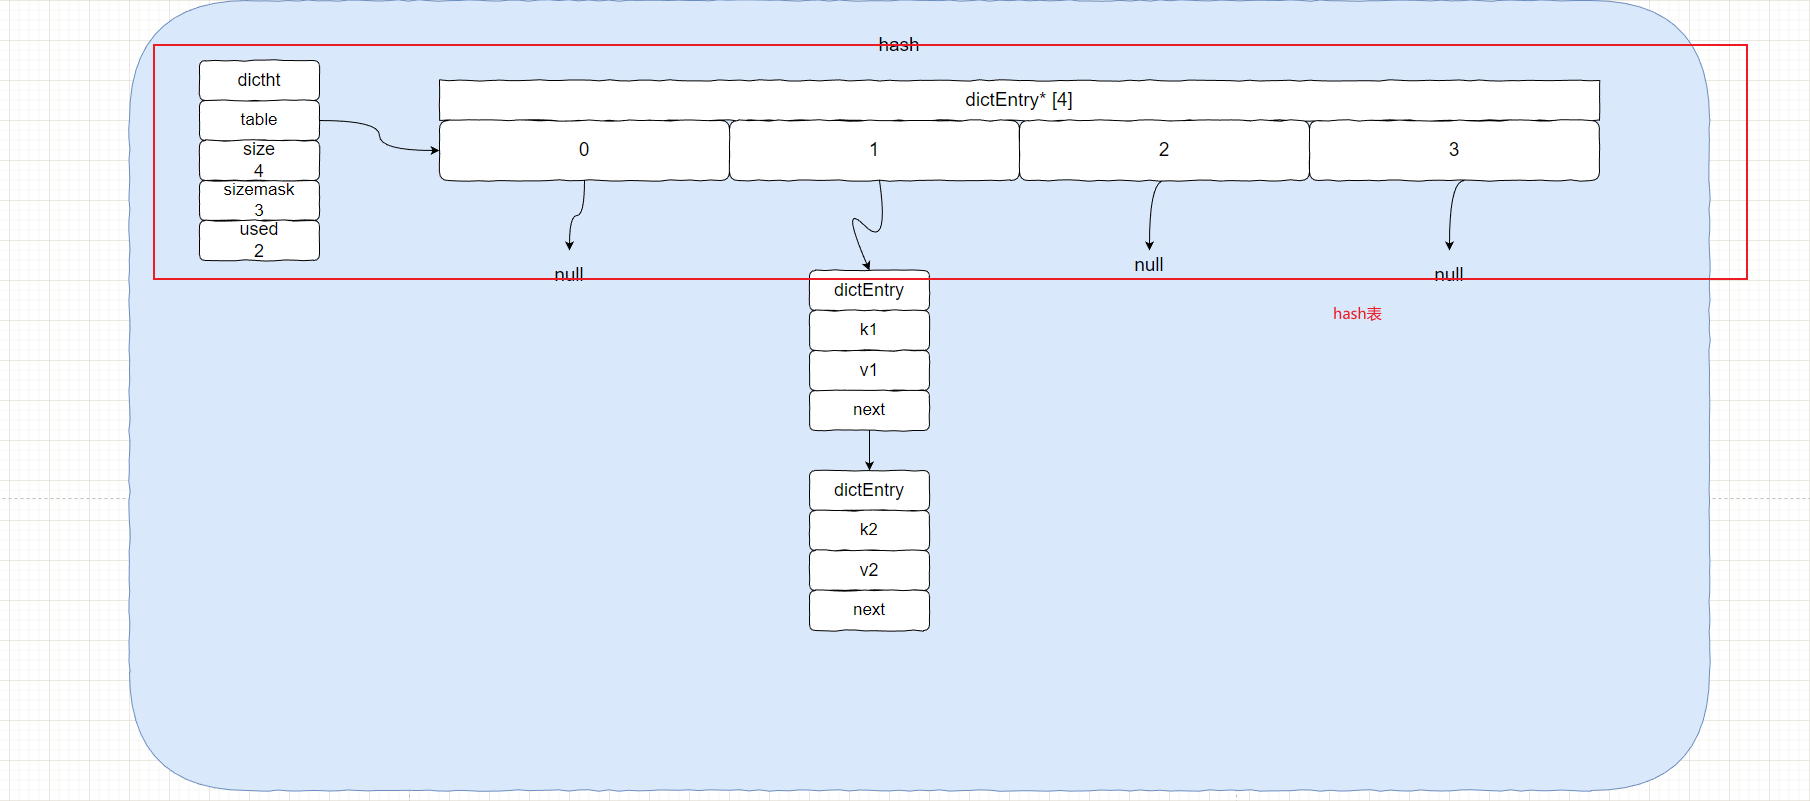 hash
dictht
table
size
4
sizemask
3
used
2
dictEntry* [4]
0
1
2
3
null
null
null
hash表
dictEntry
k1
v1
next
dictEntry
k2
v2
next